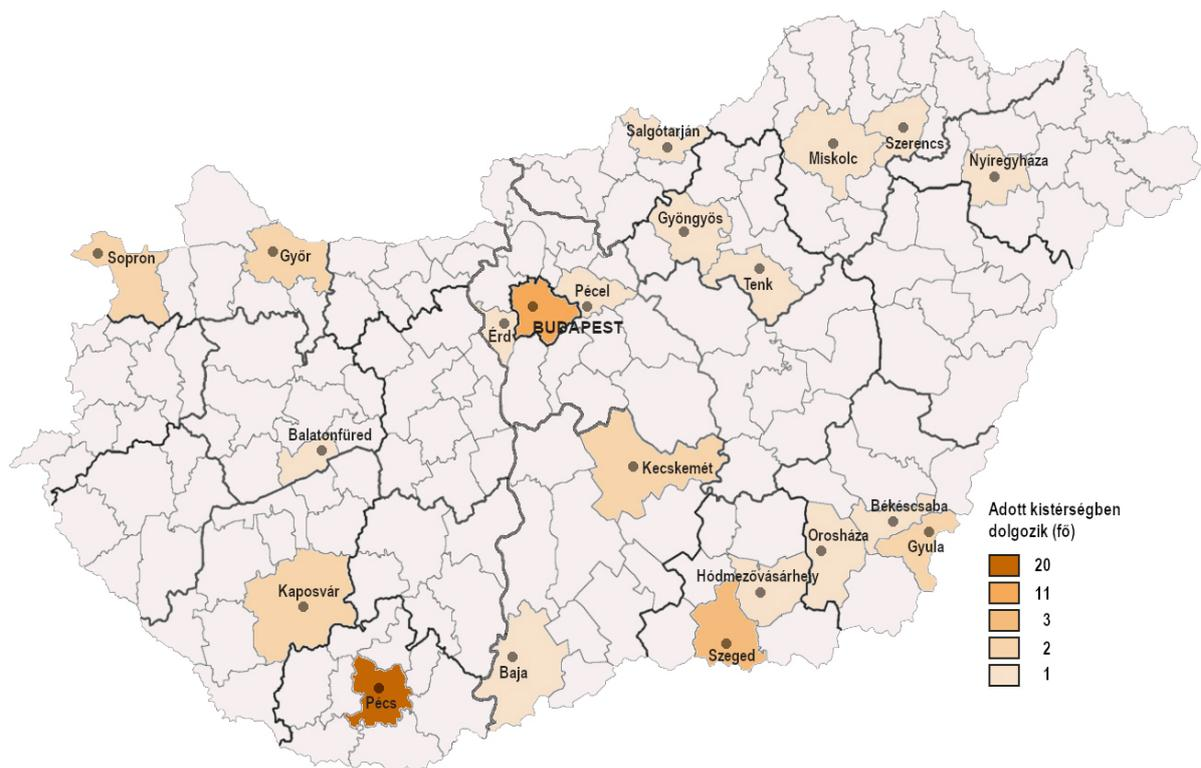 Salgótarján
Miskolc
Szerencs
Nyíregyháza
Gyöngyös
Sopron
Győr
Tenk
Pécel
BUDAPEST
Érd
Balatonfüred
Kecskemét
Békéscsaba
Orosháza
Gyula
Hódmezővásárhely
Kaposvár
Szeged
Baja
Pécs
Adott kistérségben
dolgozik (fő)
20
11
3
2
1